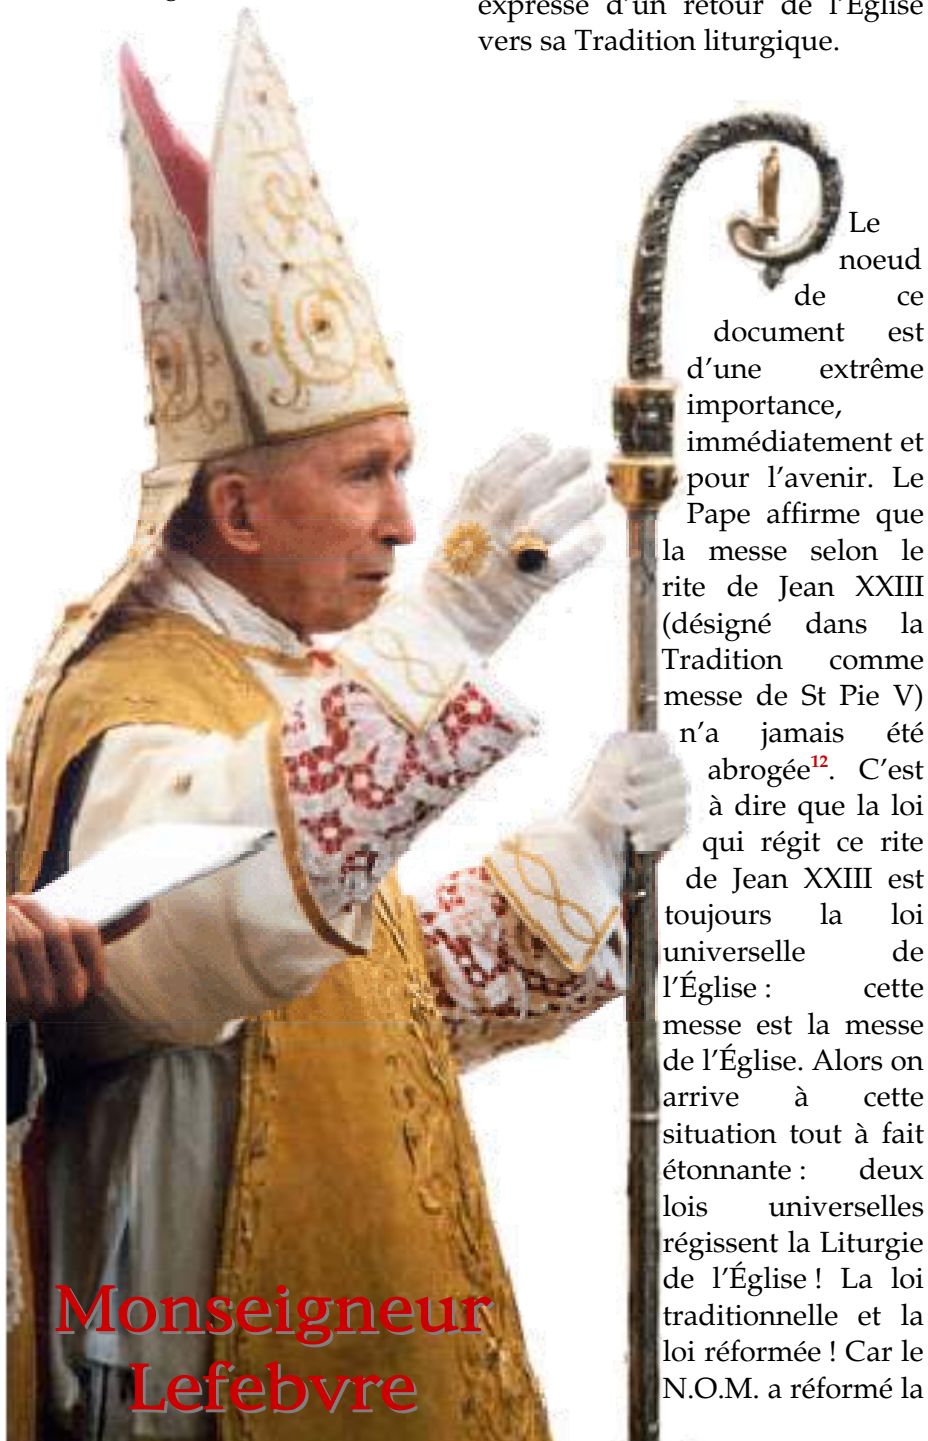 expresse d’un retour de l’Église
vers sa Tradition liturgique.
Le
noeud
de ce
document est
d’une extrême
importance,
immédiatement et
pour l’avenir. Le
Pape affirme que
la messe selon le
rite de Jean XXIII
(désigné dans la
Tradition comme
messe de St Pie V)
n’a jamais été
abrogée12. C’est
à dire que la loi
qui régit ce rite
de Jean XXIII est
toujours la loi
universelle de
l’Église : cette
messe est la messe
de l’Église. Alors on
arrive à cette
situation tout à fait
étonnante : deux
lois universelles
régissent la Liturgie
de l’Église ! La loi
traditionnelle et la
loi réformée ! Car le
N.O.M. a réformé la
Monseigneur
Lefebvre